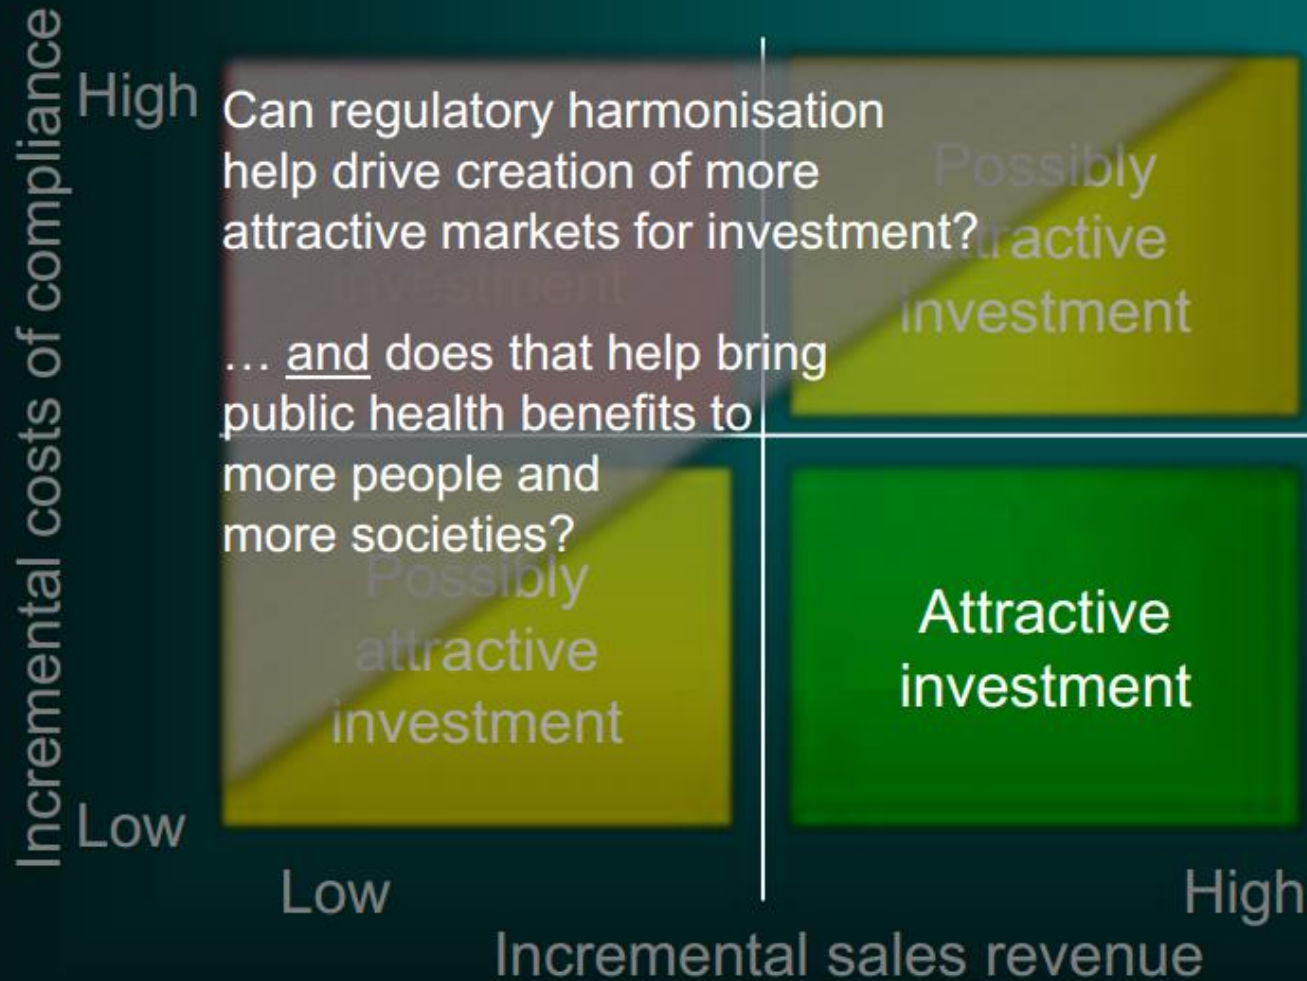 Incremental costs of compliance
High
Can regulatory harmonisation
help drive creation of more
attractive markets for investment?
… and does that help bring
public health benefits to
more people and
more societies?
investment
Possibly
attractive
investment
Possibly
attractive
investment
Attractive
investment
Low
Low
High
Incremental sales revenue